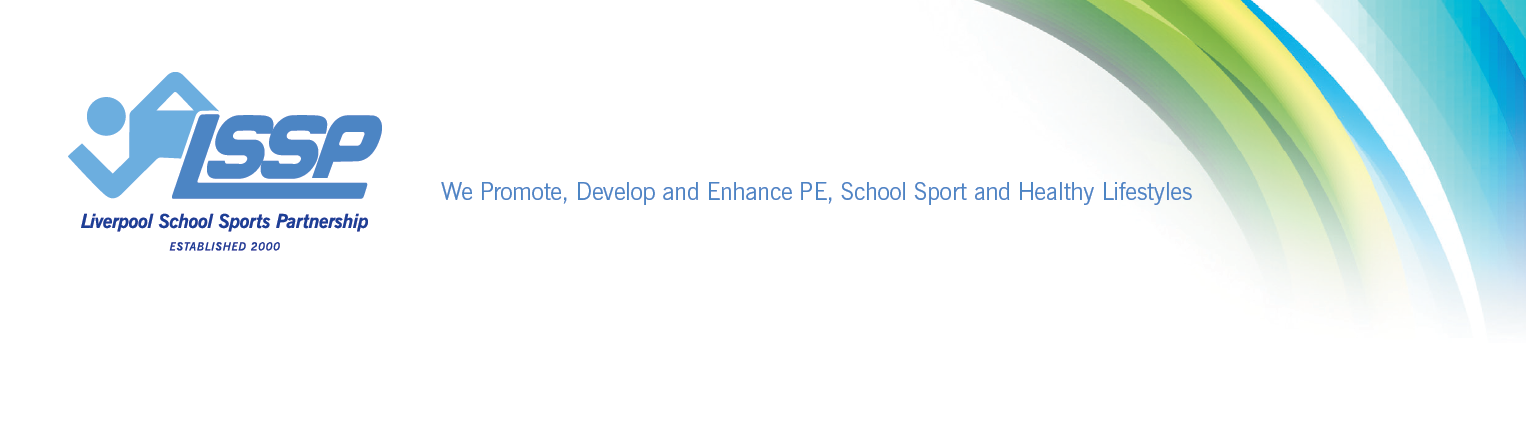 LSSP
Liverpool School Sports Partnership
ESTABLISHED 2000
We Promote, Develop and Enhance PE, School Sport and Healthy Lifestyles